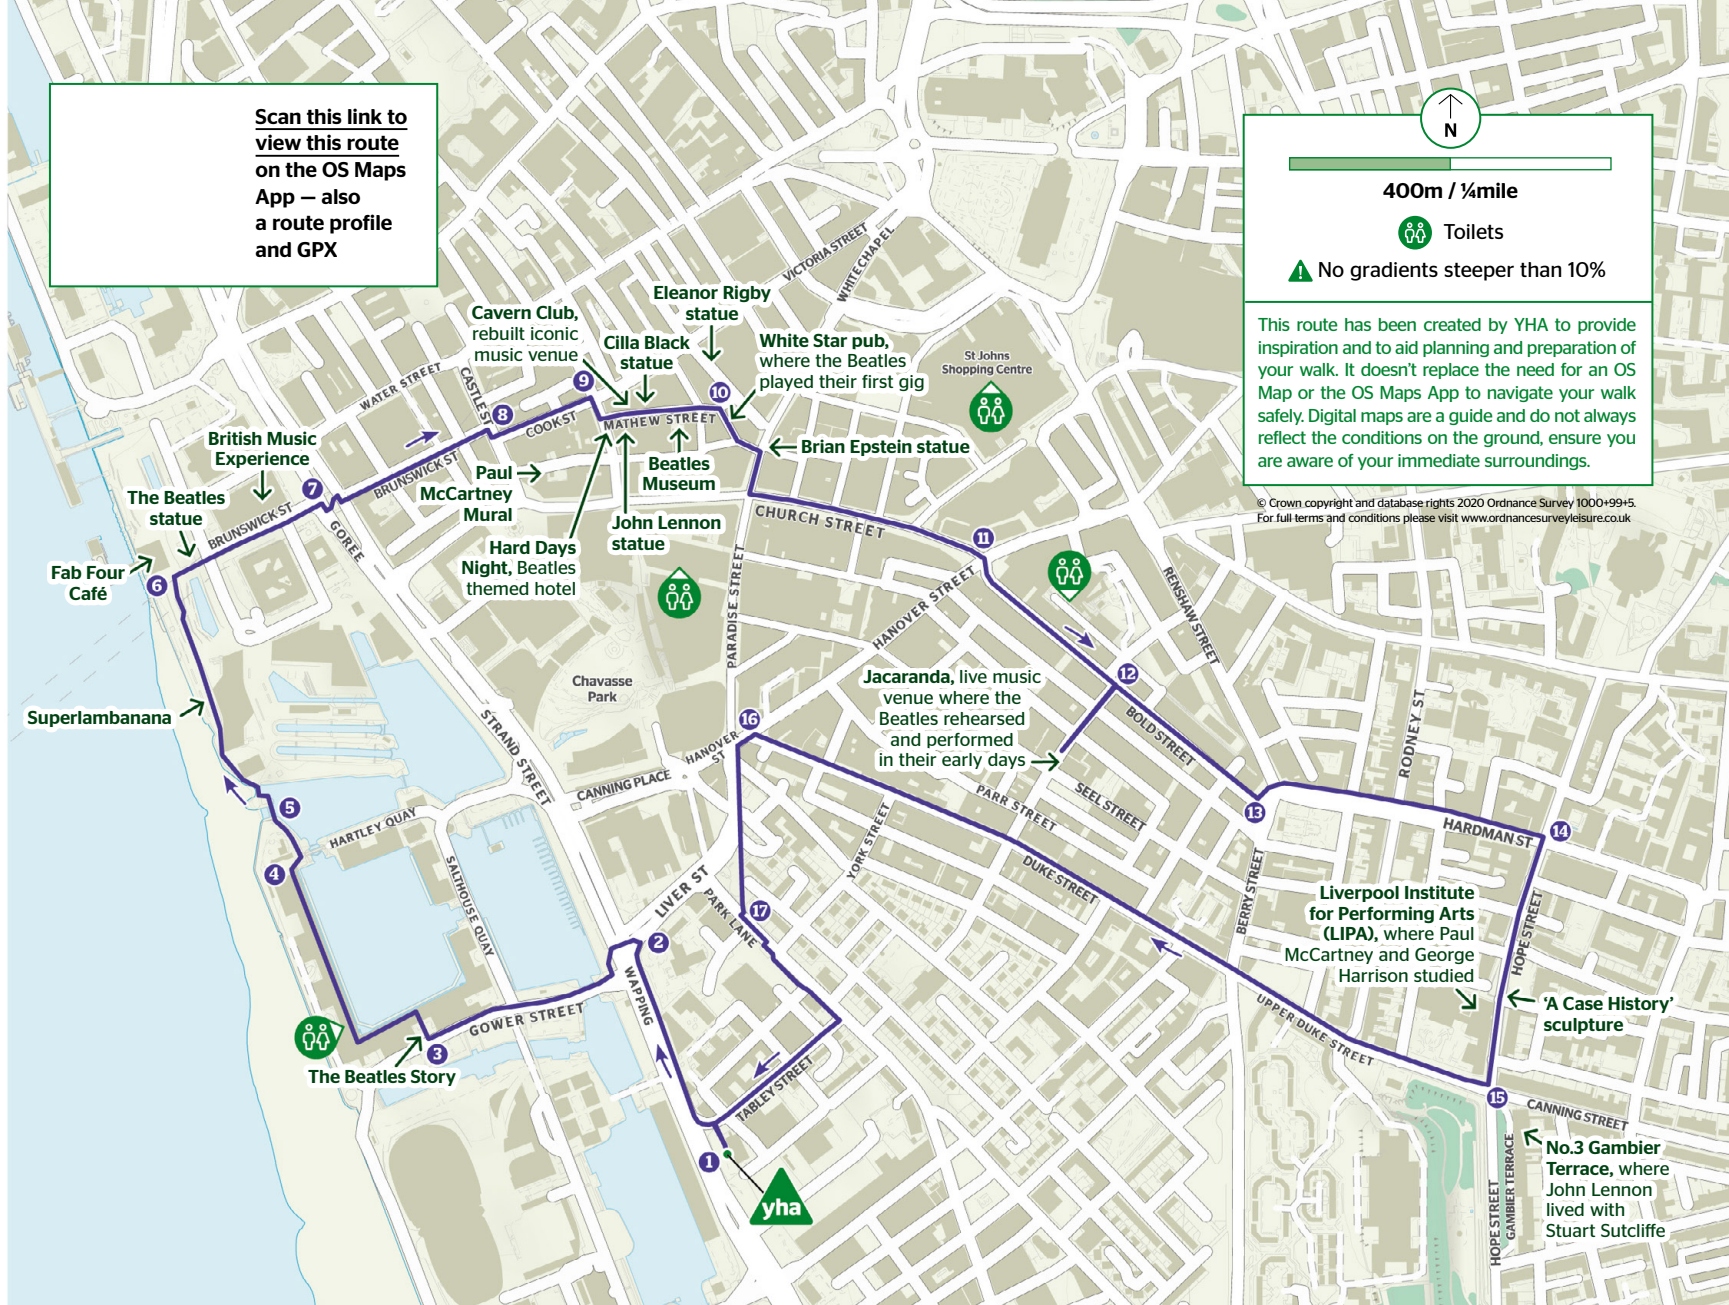 Scan this link to
view this route
on the OS Maps
App – also
a route profile
and GPX
N
400m / ¼mile
Toilets
No gradients steeper than 10%
This route has been created by YHA to provide
inspiration and to aid planning and preparation of
your walk. It doesn't replace the need for an OS
Map or the OS Maps App to navigate your walk
safely. Digital maps are a guide and do not always
reflect the conditions on the ground, ensure you
are aware of your immediate surroundings.
© Crown copyright and database rights 2020 Ordnance Survey 1000+99+5.
For full terms and conditions please visit www.ordnancesurveyleisure.co.uk
VICTORIA STREET
WHITECHAPEL
Eleanor Rigby
statue
Cavern Club,
rebuilt iconic
music venue
Cilla Black
statue
White Star pub,
where the Beatles
played their first gig
St Johns
Shopping Centre
WATER STREET
CASTLE ST
9
10
8
COOK ST
MATHEW STREET
Brian Epstein statue
British Music
Experience
BRUNSWICK ST
Paul
McCartney
Mural
Beatles
Museum
7
The Beatles
statue
BRUNSWICK ST
GOREE
John Lennon
statue
CHURCH STREET
11
Hard Days
Night, Beatles
themed hotel
Fab Four
Café
6
PARADISE STREET
HANOVER STREET
RENSHAW STREET
Chavasse
Park
Jacaranda, live music
venue where the
Beatles rehearsed
and performed
in their early days
12
Superlambanana
STRAND STREET
16
HANOVER
ST
BOLD STREET
RODNEY ST
CANNING PLACE
PARR STREET
SEEL STREET
5
13
HARTLEY QUAY
YORK STREET
HARDMAN ST
14
4
SALTHOUSE QUAY
DUKE STREET
BERRY STREET
LIVER ST
PARK LANE
17
Liverpool Institute
for Performing Arts
(LIPA), where Paul
McCartney and George
Harrison studied
HOPE STREET
2
WAPPING
'A Case History'
sculpture
GOWER STREET
UPPER DUKE STREET
3
The Beatles Story
TABLEY STREET
15
CANNING STREET
1
yha
No.3 Gambier
Terrace, where
John Lennon
lived with
Stuart Sutcliffe
HOPE STREET
GAMBIER TERRACE